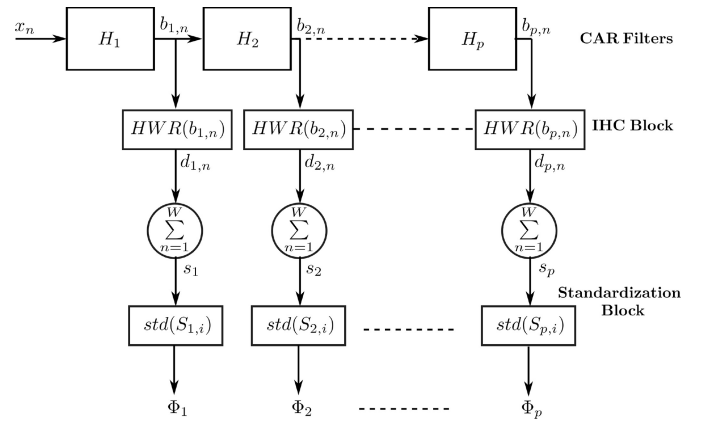 x_n H_1 b_{1,n} H_2 b_{2,n} H_p b_{p,n} CAR Filters
HWR(b_{1,n}) HWR(b_{2,n}) HWR(b_{p,n}) IHC Block
d_{1,n} d_{2,n} d_{p,n}
W W W
∑ ∑ ∑
n=1 n=1 n=1
s_1 s_2 s_p
Standardization
Block
std(S_{1,i}) std(S_{2,i}) std(S_{p,i})
Φ_1 Φ_2 Φ_p